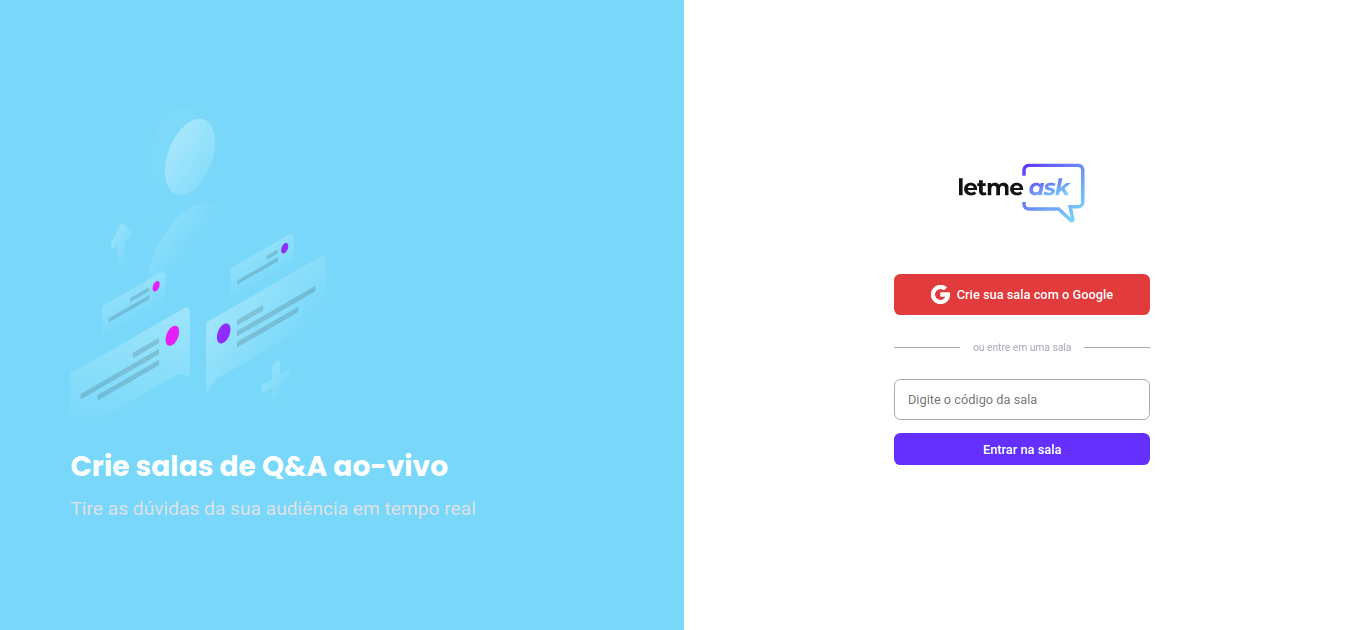 Crie salas de Q&A ao-vivo
Tire as dúvidas da sua audiência em tempo real
letme ask
Crie sua sala com o Google
ou entre em uma sala
Digite o código da sala
Entrar na sala